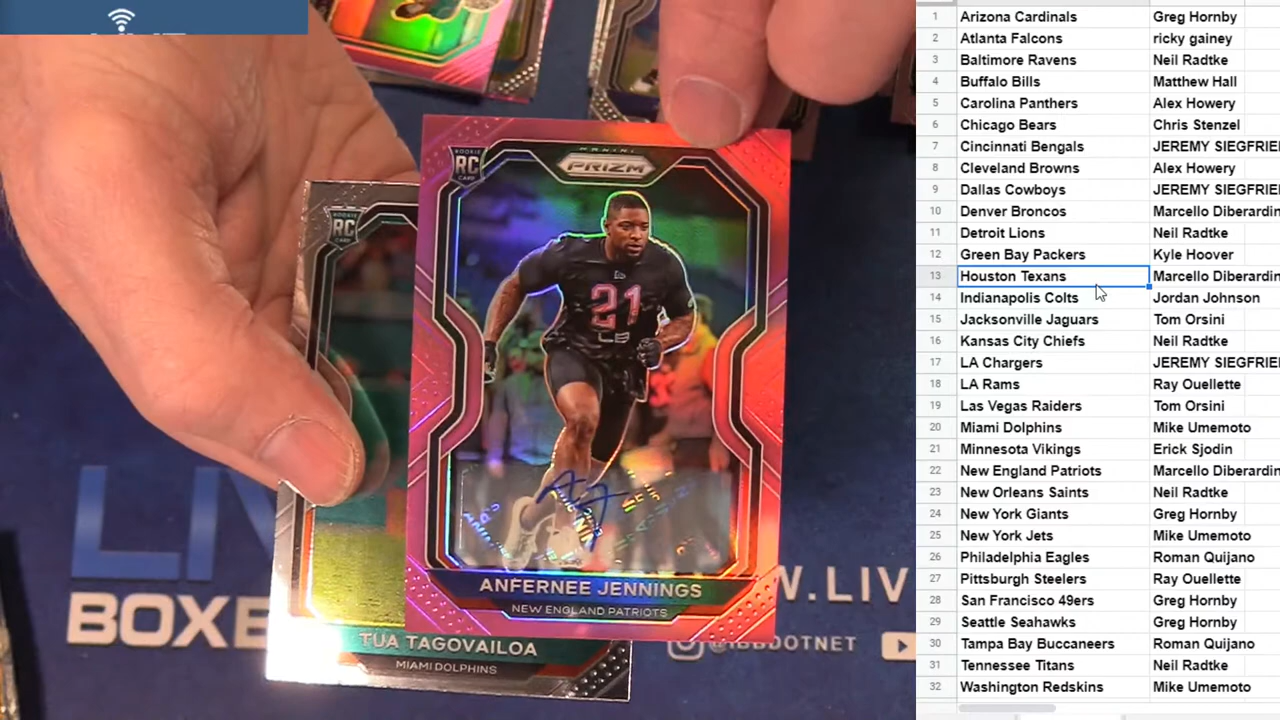 RC
ROOKIE
CARD
PANINI
PRIZM
RC
21
ANFERNEE JENNINGS
NEW ENGLAND PATRIOTS
TUA TAGOVAILOA
MIAMI DOLPHINS
LIV
BOXE
W.LIV
1 Arizona Cardinals Greg Hornby
2 Atlanta Falcons ricky gainey
3 Baltimore Ravens Neil Radtke
4 Buffalo Bills Matthew Hall
5 Carolina Panthers Alex Howery
6 Chicago Bears Chris Stenzel
7 Cincinnati Bengals JEREMY SIEGFRIE
8 Cleveland Browns Alex Howery
9 Dallas Cowboys JEREMY SIEGFRIE
10 Denver Broncos Marcello Diberardin
11 Detroit Lions Neil Radtke
12 Green Bay Packers Kyle Hoover
13 Houston Texans Marcello Diberardin
14 Indianapolis Colts Jordan Johnson
15 Jacksonville Jaguars Tom Orsini
16 Kansas City Chiefs Neil Radtke
17 LA Chargers JEREMY SIEGFRIE
18 LA Rams Ray Ouellette
19 Las Vegas Raiders Tom Orsini
20 Miami Dolphins Mike Umemoto
21 Minnesota Vikings Erick Sjodin
22 New England Patriots Marcello Diberardin
23 New Orleans Saints Neil Radtke
24 New York Giants Greg Hornby
25 New York Jets Mike Umemoto
26 Philadelphia Eagles Roman Quijano
27 Pittsburgh Steelers Ray Ouellette
28 San Francisco 49ers Greg Hornby
29 Seattle Seahawks Greg Hornby
30 Tampa Bay Buccaneers Roman Quijano
31 Tennessee Titans Neil Radtke
32 Washington Redskins Mike Umemoto